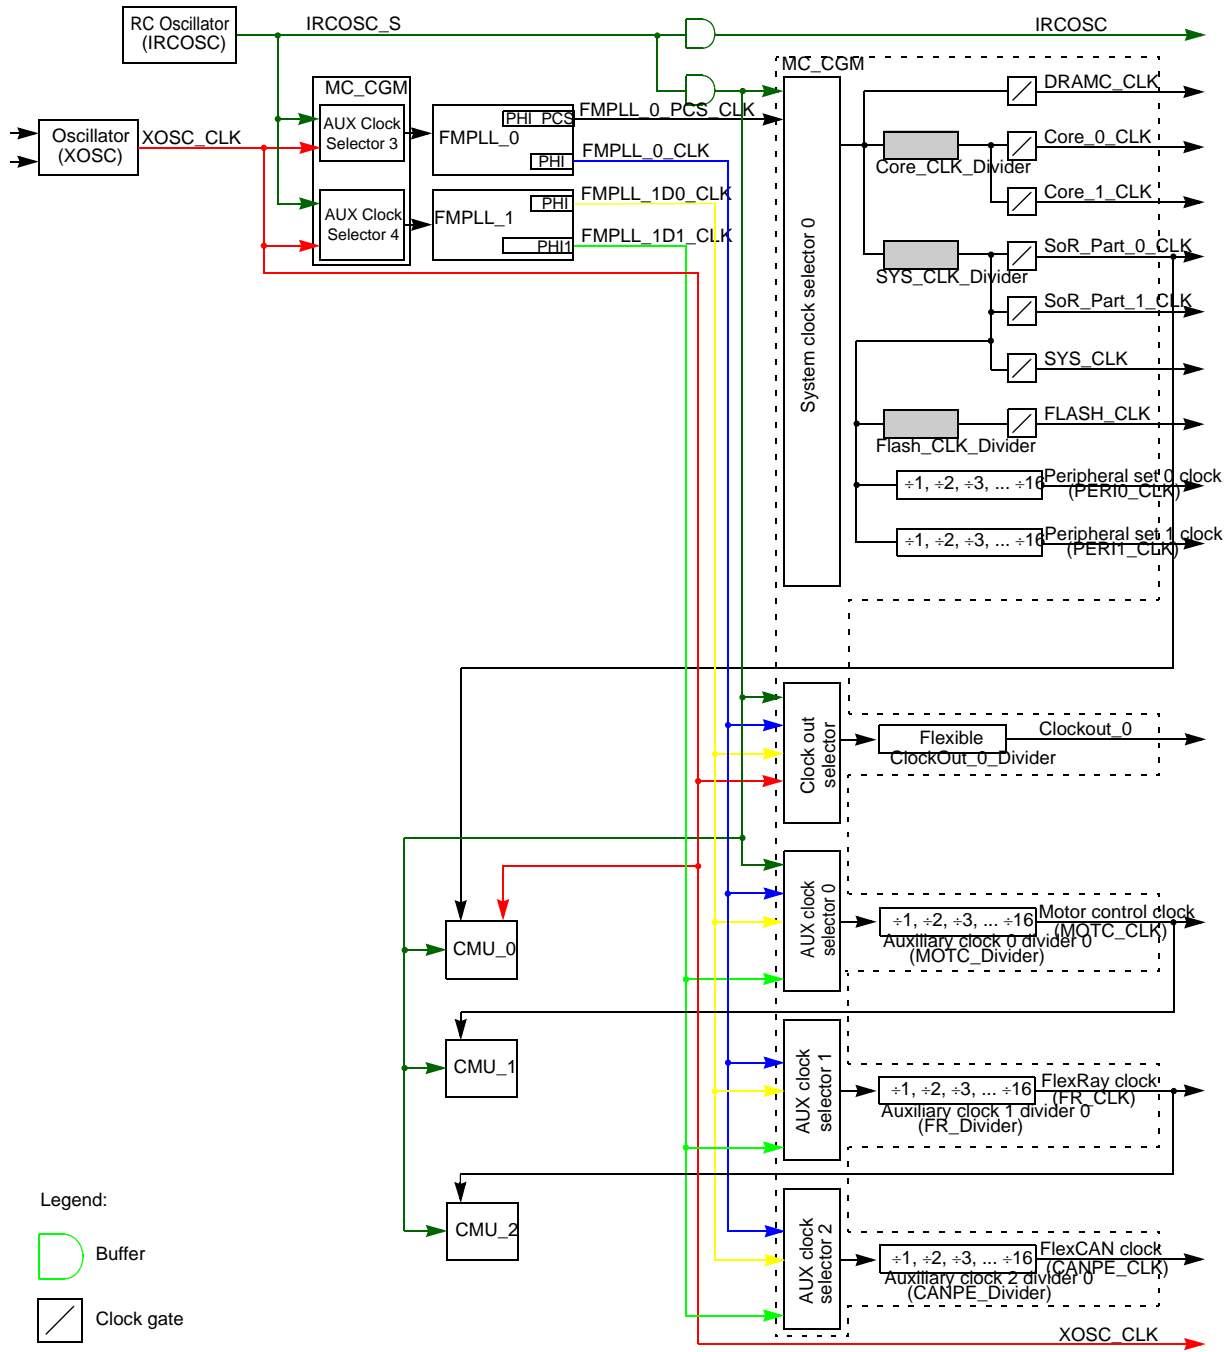 RC Oscillator
(IRCOSC)
IRCOSC_S
IRCOSC
MC_CGM
MC_CGM
AUX Clock
Selector 3
PHI_PCS
FMPLL_0
PHI
FMPLL_0_PCS_CLK
FMPLL_0_CLK
Oscillator
(XOSC)
XOSC_CLK
AUX Clock
Selector 4
PHI
FMPLL_1
PHI1
FMPLL_1D0_CLK
FMPLL_1D1_CLK
System clock selector 0
DRAMC_CLK
Core_0_CLK
Core_CLK_Divider
Core_1_CLK
SoR_Part_0_CLK
SYS_CLK_Divider
SoR_Part_1_CLK
SYS_CLK
FLASH_CLK
Flash_CLK_Divider
÷1, ÷2, ÷3, ... ÷16
Peripheral set 0 clock
(PERI0_CLK)
÷1, ÷2, ÷3, ... ÷16
Peripheral set 1 clock
(PERI1_CLK)
Clock out
selector
Flexible
ClockOut_0_Divider
Clockout_0
AUX clock
selector 0
÷1, ÷2, ÷3, ... ÷16
Auxiliary clock 0 divider 0
(MOTC_Divider)
Motor control clock
(MOTC_CLK)
CMU_0
CMU_1
AUX clock
selector 1
÷1, ÷2, ÷3, ... ÷16
Auxiliary clock 1 divider 0
(FR_Divider)
FlexRay clock
(FR_CLK)
CMU_2
AUX clock
selector 2
÷1, ÷2, ÷3, ... ÷16
Auxiliary clock 2 divider 0
(CANPE_Divider)
FlexCAN clock
(CANPE_CLK)
XOSC_CLK
Legend:
Buffer
Clock gate